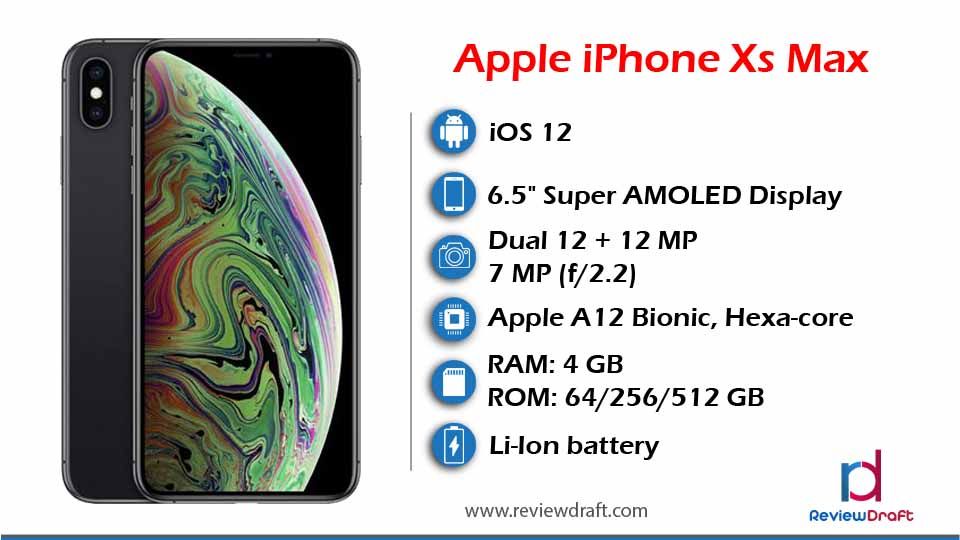 Apple iPhone Xs Max
iOS 12
6.5" Super AMOLED Display
Dual 12 + 12 MP
7 MP (f/2.2)
Apple A12 Bionic, Hexa-core
RAM: 4 GB
ROM: 64/256/512 GB
Li-Ion battery
www.reviewdraft.com
rd
ReviewDraft